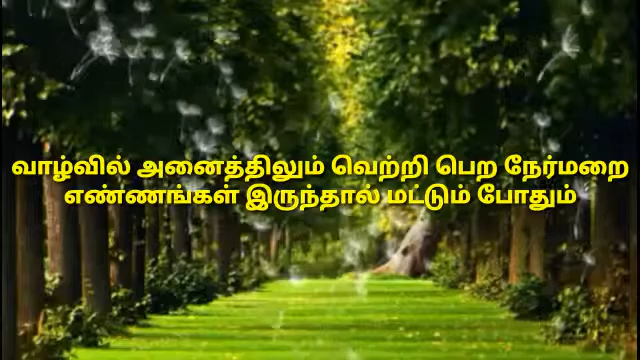 வாழ்வில் அனைத்திலும் வெற்றி பெற நேர்மறை
எண்ணங்கள் இருந்தால் மட்டும் போதும்